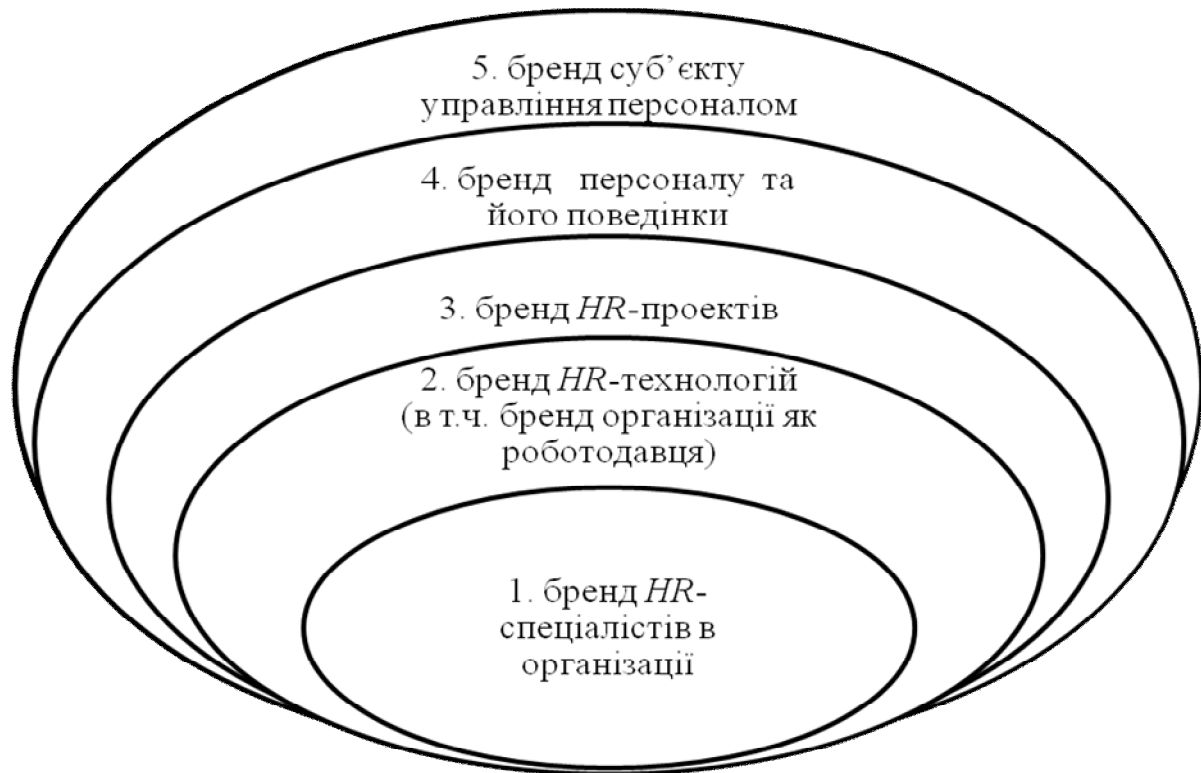 5. бренд суб’єкту
управління персоналом
4. бренд персоналу та
його поведінки
3. бренд HR-проектів
2. бренд HR-технологій
(в т.ч. бренд організації як
роботодавця)
1. бренд HR-
спеціалістів в
організації